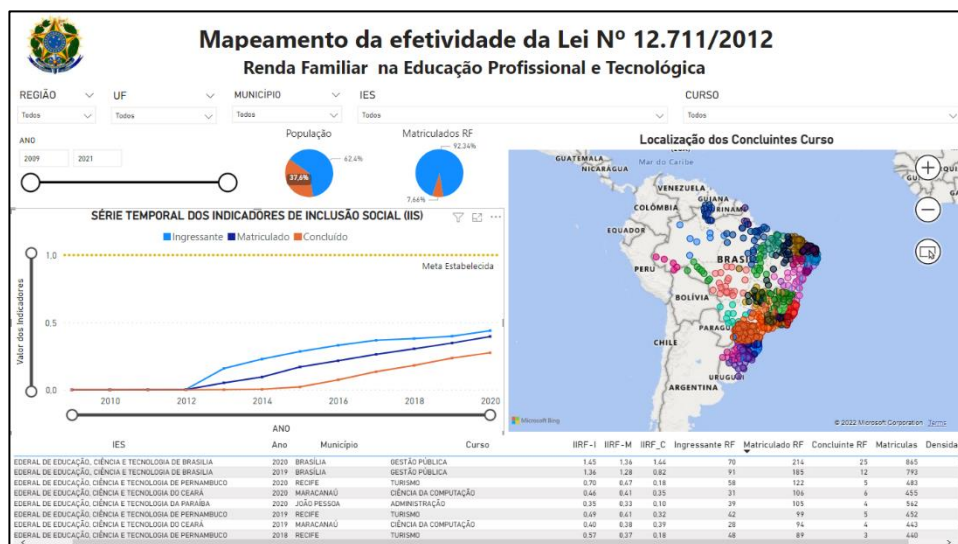 Mapeamento da efetividade da Lei Nº 12.711/2012
Renda Familiar na Educação Profissional e Tecnológica
REGIÃO UF MUNICÍPIO IES CURSO
Todos Todos Todos Todos Todos
ANO
2009 2021
População
62,4%
37,6%
Matriculados RF
92,34%
7,66%
Localização dos Concluintes Curso
GUATEMALA
NICARÁGUA
Mar do Caribe
VENEZUELA
GUIANA
SURINAME
COLÔMBIA
EQUADOR
BRASIL
PERU
BOLÍVIA
PARAGUAI
CHILE
URUGUAI
ARGENTINA
Microsoft Bing
© 2022 Microsoft Corporation Terms
SÉRIE TEMPORAL DOS INDICADORES DE INCLUSÃO SOCIAL (IIS)
Ingressante Matriculado Concluído
Valor dos Indicadores
1,0
Meta Estabelecida
0,5
0,0
2010 2012 2014 2016 2018 2020
ANO
IES Ano Município Curso IIRF-I IIRF-M IIRF_C Ingressante RF Matriculado RF Concluinte RF Matriculas Densida
EDERAL DE EDUCAÇÃO, CIÊNCIA E TECNOLOGIA DE BRASILIA 2020 BRASÍLIA GESTÃO PÚBLICA 1,45 1,36 1,44 70 214 25 865
EDERAL DE EDUCAÇÃO, CIÊNCIA E TECNOLOGIA DE BRASILIA 2019 BRASÍLIA GESTÃO PÚBLICA 1,36 1,28 0,82 91 185 12 793
EDERAL DE EDUCAÇÃO, CIÊNCIA E TECNOLOGIA DE PERNAMBUCO 2020 RECIFE TURISMO 0,70 0,47 0,18 58 122 5 483
EDERAL DE EDUCAÇÃO, CIÊNCIA E TECNOLOGIA DO CEARÁ 2020 MARACANAÚ CIÊNCIA DA COMPUTAÇÃO 0,46 0,41 0,35 31 106 6 455
EDERAL DE EDUCAÇÃO, CIÊNCIA E TECNOLOGIA DA PARAÍBA 2020 JOÃO PESSOA ADMINISTRAÇÃO 0,35 0,33 0,10 39 105 4 562
EDERAL DE EDUCAÇÃO, CIÊNCIA E TECNOLOGIA DE PERNAMBUCO 2019 RECIFE TURISMO 0,49 0,41 0,32 42 99 5 452
EDERAL DE EDUCAÇÃO, CIÊNCIA E TECNOLOGIA DO CEARÁ 2019 MARACANAÚ CIÊNCIA DA COMPUTAÇÃO 0,40 0,38 0,39 28 94 4 443
EDERAL DE EDUCAÇÃO, CIÊNCIA E TECNOLOGIA DE PERNAMBUCO 2018 RECIFE TURISMO 0,57 0,37 0,18 48 89 3 440